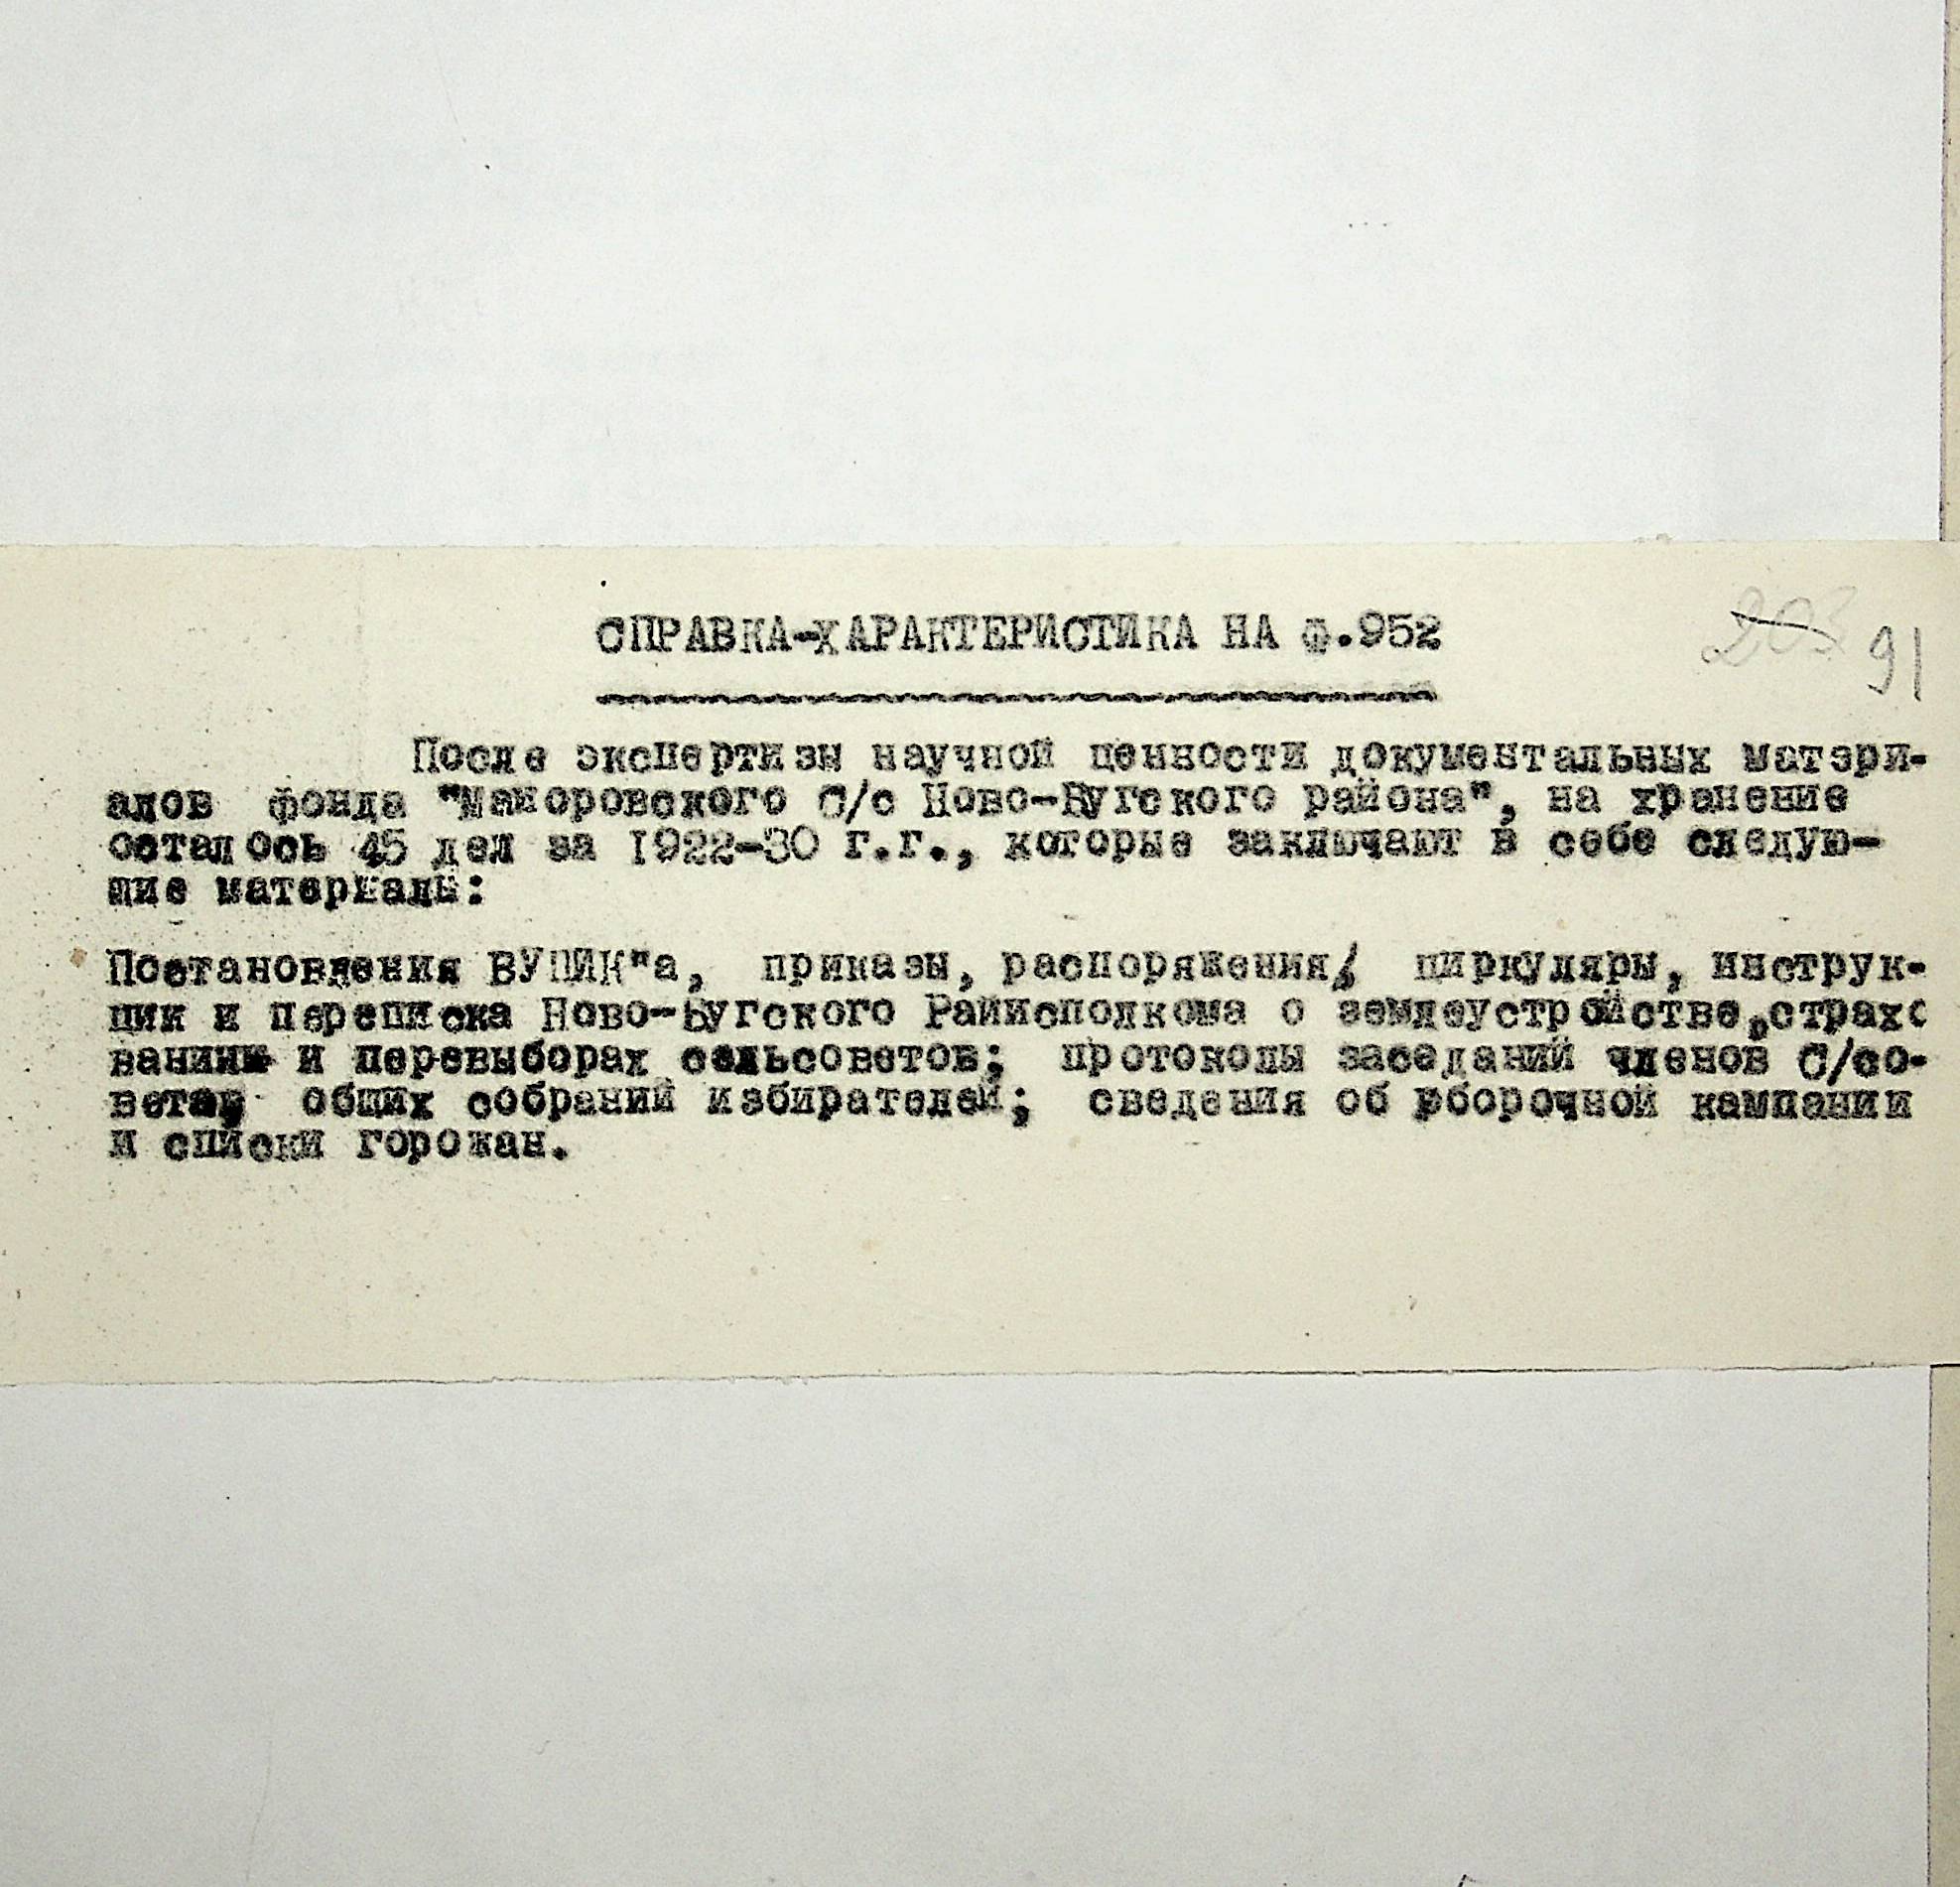 СПРАВКА-ХАРАКТЕРИСТИКА НА ф.952
203 91
После экспертизы научной ценности документальных матери-
алов фонда "Майоровского С/с Ново-Бугского района", на хранение
осталось 45 дел за 1922-30 г.г., которые заключают в себе следую-
щие материалы:
Постановления ВУЦИК"а, приказы, распоряжения, циркуляры, инструк-
ции и переписка Ново-Бугского Райисполкома о землеустройстве, страхо
вании и перевыборах сельсоветов; протоколы заседаний членов С/со-
вета, общих собраний избирателей; сведения об уборочной кампании
и списки горожан.